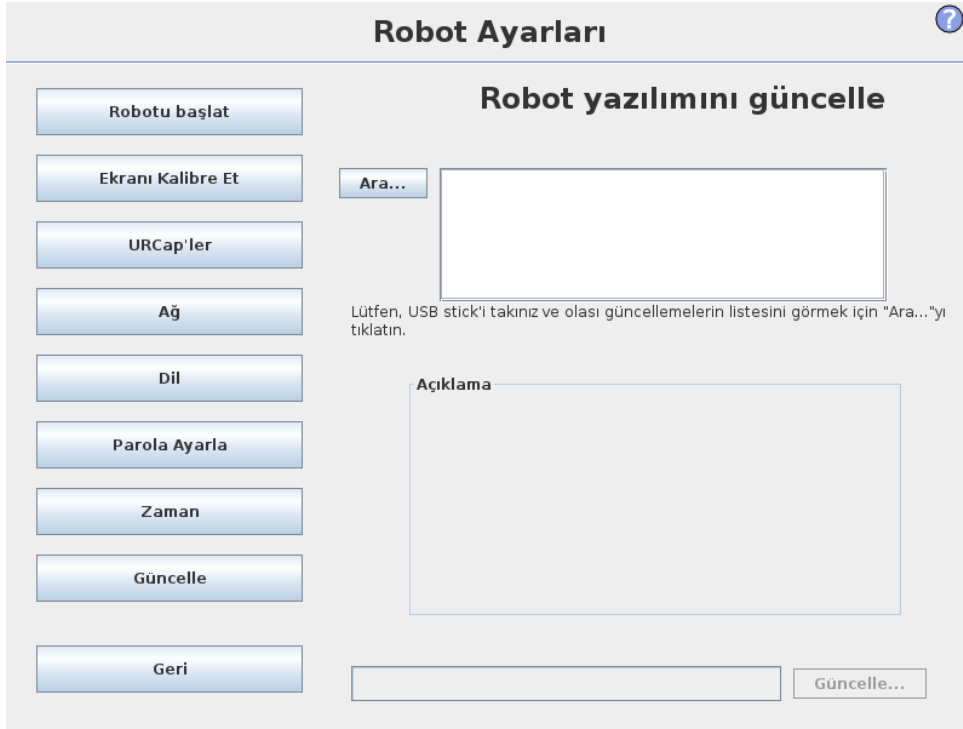 Robot Ayarları
?
Robotu başlat
Ekranı Kalibre Et
URCap'ler
Ağ
Dil
Parola Ayarla
Zaman
Güncelle
Geri
Robot yazılımını güncelle
Ara...
Lütfen, USB stick'i takınız ve olası güncellemelerin listesini görmek için "Ara..."yı
tıklatın.
Açıklama
Güncelle...